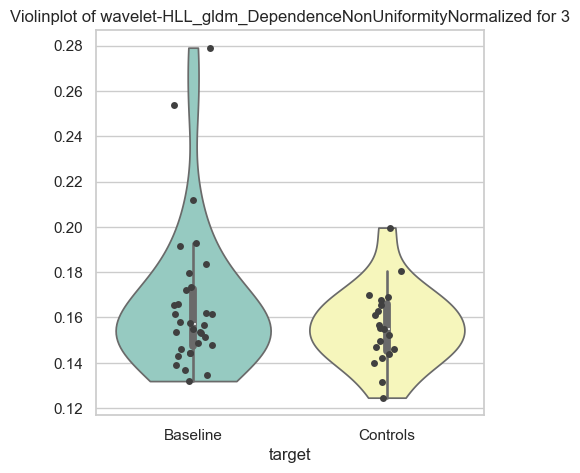 Violinplot of wavelet-HLL_gldm_DependenceNonUniformityNormalized for 3
0.28
0.26
0.24
0.22
0.20
0.18
0.16
0.14
0.12
Baseline
Controls
target